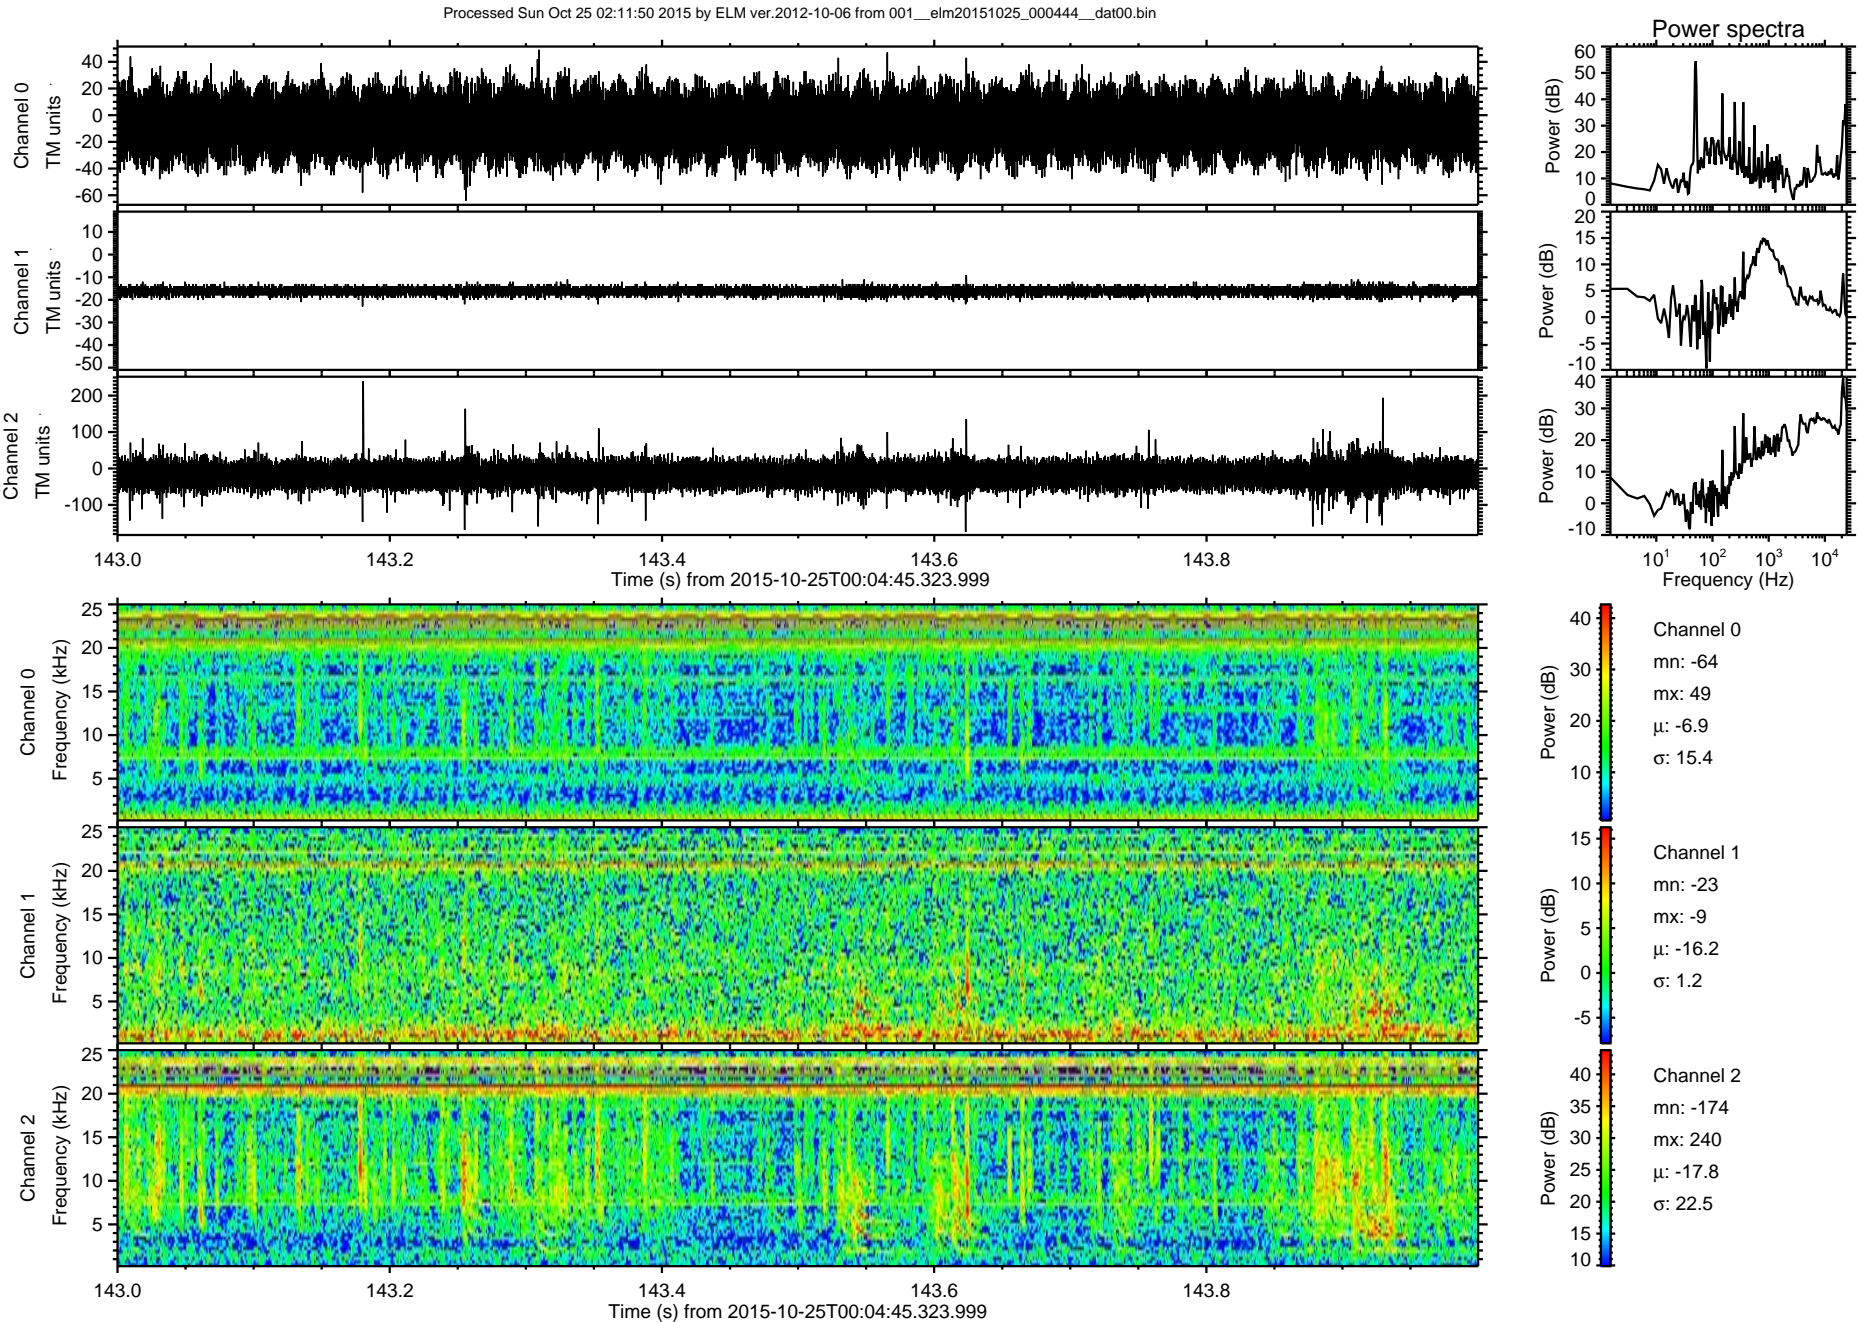 Processed Sun Oct 25 02:11:50 2015 by ELM ver.2012-10-06 from 001__elm20151025_000444__dat00.bin
Power spectra
Channel 0
TM units
40
20
0
-20
-40
-60
Power (dB)
60
50
40
30
20
10
0
Channel 1
TM units
10
0
-10
-20
-30
-40
-50
Power (dB)
20
15
10
5
0
-5
-10
Channel 2
TM units
200
100
0
-100
Power (dB)
40
30
20
10
0
-10
143.0 143.2 143.4 143.6 143.8
Time (s) from 2015-10-25T00:04:45.323.999
10^1 10^2 10^3 10^4
Frequency (Hz)
Channel 0
Frequency (kHz)
25
20
15
10
5
Power (dB)
40
30
20
10
Channel 0
mn: -64
mx: 49
μ: -6.9
σ: 15.4
Channel 1
Frequency (kHz)
25
20
15
10
5
Power (dB)
15
10
5
0
-5
Channel 1
mn: -23
mx: -9
μ: -16.2
σ: 1.2
Channel 2
Frequency (kHz)
25
20
15
10
5
Power (dB)
40
35
30
25
20
15
10
Channel 2
mn: -174
mx: 240
μ: -17.8
σ: 22.5
143.0 143.2 143.4 143.6 143.8
Time (s) from 2015-10-25T00:04:45.323.999